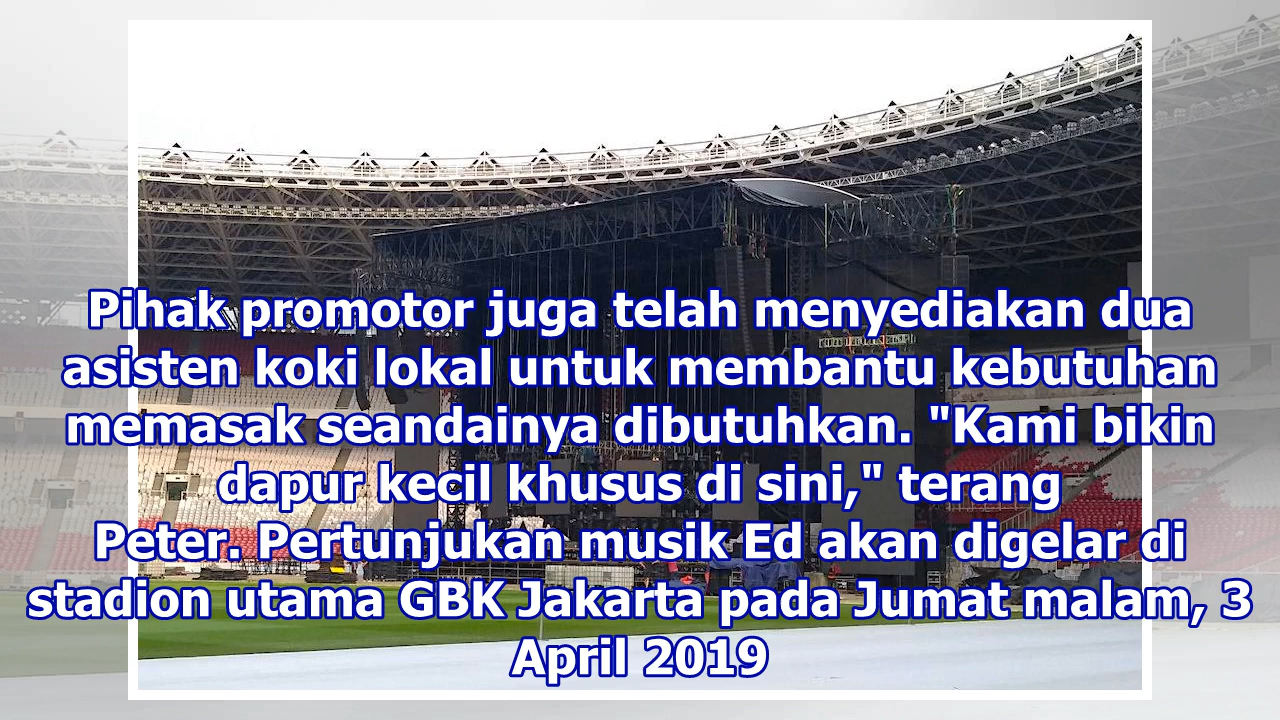 Pihak promotor juga telah menyediakan dua
asisten koki lokal untuk membantu kebutuhan
memasak seandainya dibutuhkan. "Kami bikin
dapur kecil khusus di sini," terang
Peter. Pertunjukan musik Ed akan digelar di
stadion utama GBK Jakarta pada Jumat malam, 3
April 2019